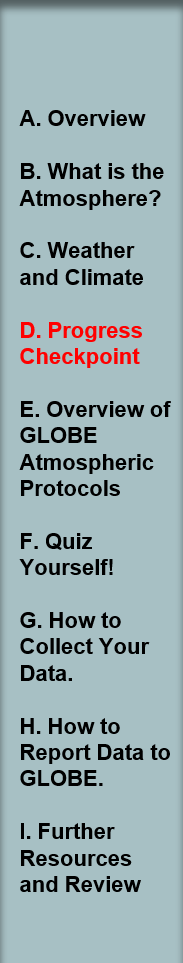 A. Overview
B. What is the
Atmosphere?
C. Weather
and Climate
D. Progress
Checkpoint
E. Overview of
GLOBE
Atmospheric
Protocols
F. Quiz
Yourself!
G. How to
Collect Your
Data.
H. How to
Report Data to
GLOBE.
I. Further
Resources
and Review